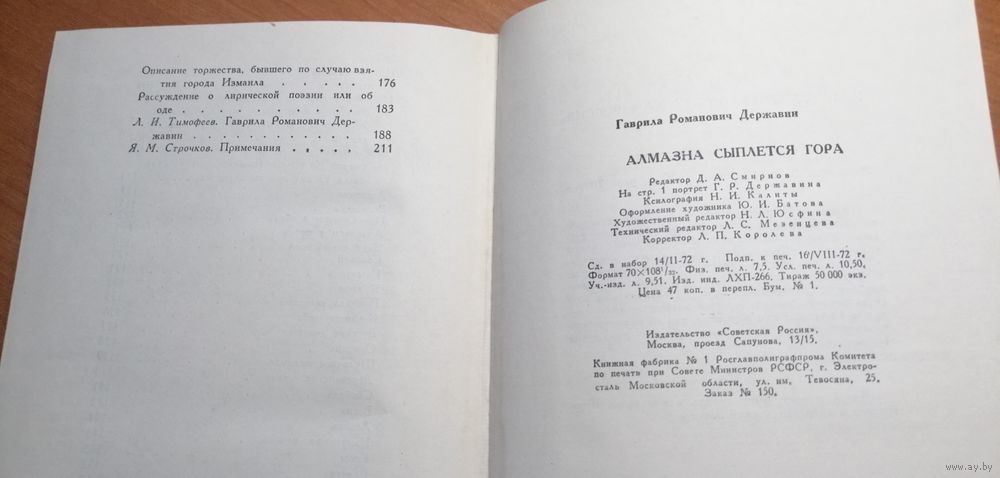 Описание торжества, бывшего по случаю взя-
тия города Измаила . . . . . 176
Рассуждение о лирической поэзии или об
оде . . . . . . . . . . 183
Л. И. Тимофеев. Гаврила Романович Дер-
жавин . . . . . . . . . . 188
Я. М. Строчков. Примечания . . . . . 211
Гаврила Романович Державин
АЛМАЗНА СЫПЛЕТСЯ ГОРА
Редактор Д. А. Смирнов
На стр. 1 портрет Г. Р. Державина
Ксилография Н. И. Калиты
Оформление художника Ю. И. Батова
Художественный редактор Н. Л. Юсфина
Технический редактор Л. С. Мезенцева
Корректор Л. П. Королева
Сд. в набор 14/II-72 г. Подп. к печ. 16/VIII-72 г.
Формат 70×108¹/₃₂. Физ. печ. л. 7,5. Усл. печ. л. 10,50.
Уч.-изд. л. 9,51. Изд. инд. ЛХП-266. Тираж 50 000 экз.
Цена 47 коп. в перепл. Бум. № 1.
Издательство «Советская Россия».
Москва, проезд Сапунова, 13/15.
Книжная фабрика № 1 Росглавполиграфпрома Комитета
по печати при Совете Министров РСФСР, г. Электро-
сталь Московской области, ул. им. Тевосяна, 25.
Заказ № 150.
www.ay.by